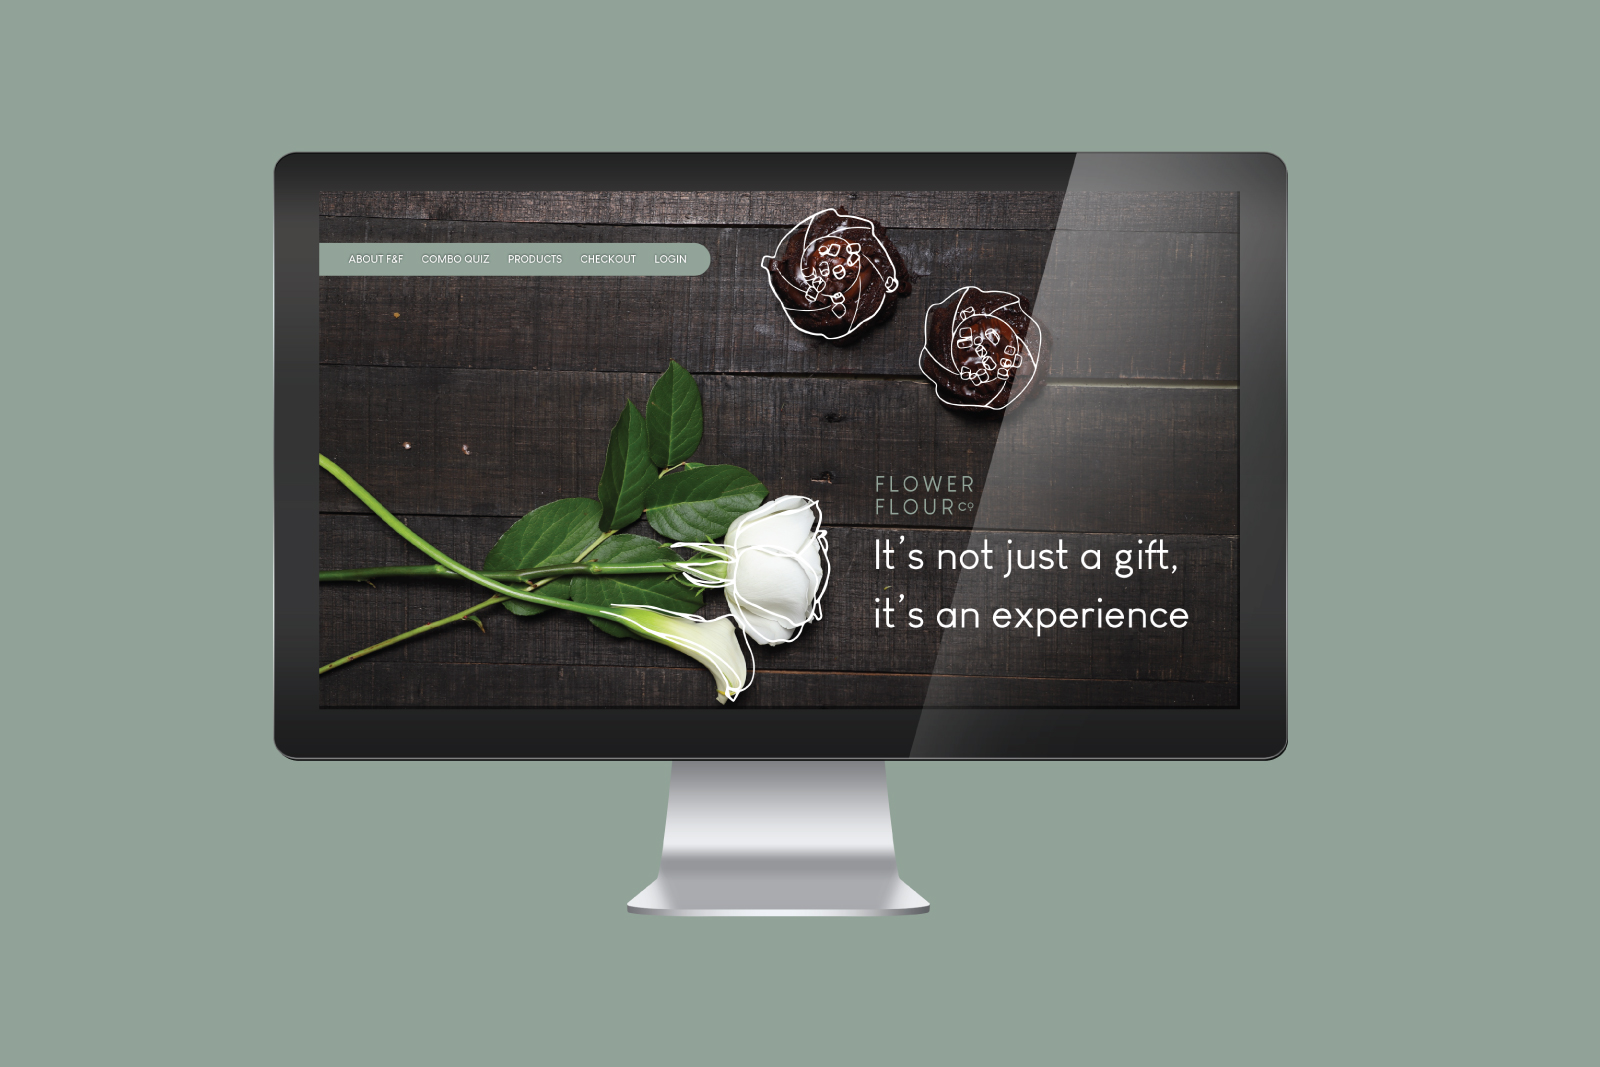 ABOUT F&F COMBO QUIZ PRODUCTS CHECKOUT LOGIN
FLOWER
FLOUR CO
It's not just a gift,
it's an experience